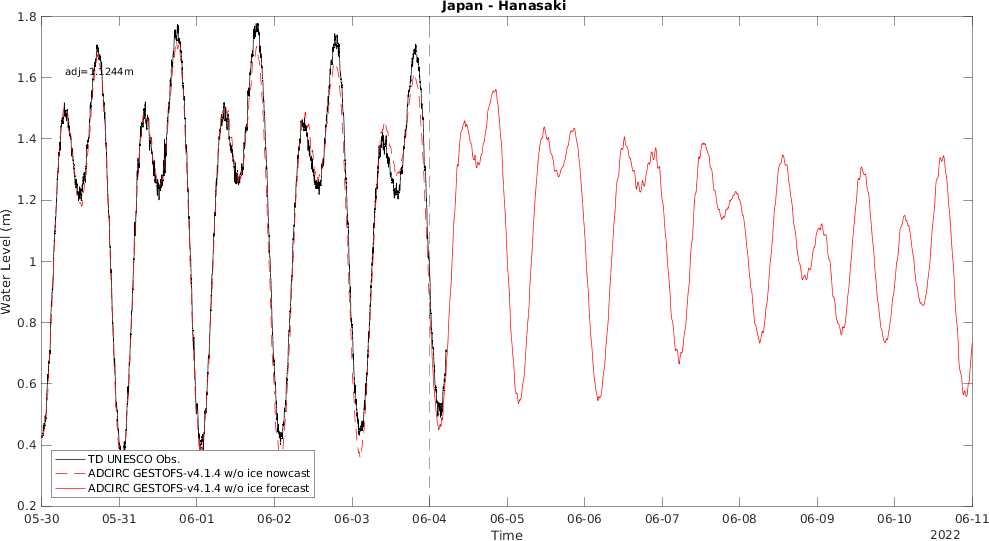 Japan - Hanasaki
1.8
1.6
1.4
1.2
1
0.8
0.6
0.4
0.2
Water Level (m)
adj=1.1244m
TD UNESCO Obs.
ADCIRC GESTOFS-v4.1.4 w/o ice nowcast
ADCIRC GESTOFS-v4.1.4 w/o ice forecast
05-30 05-31 06-01 06-02 06-03 06-04 06-05 06-06 06-07 06-08 06-09 06-10 06-11
Time
2022